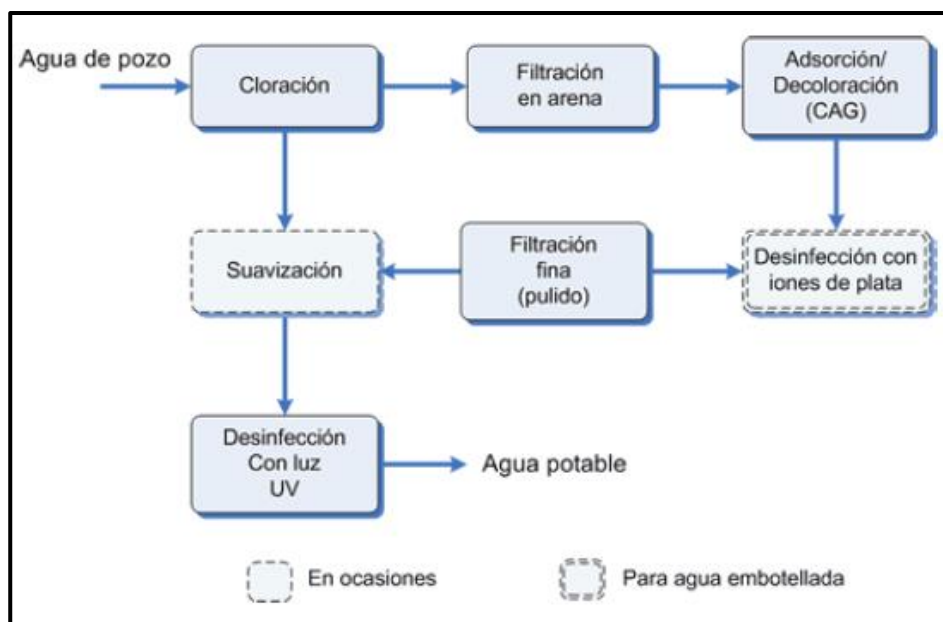 Agua de pozo
Cloración
Filtración
en arena
Adsorción/
Decoloración
(CAG)
Suavización
Filtración
fina
(pulido)
Desinfección con
iones de plata
Desinfección
Con luz
UV
Agua potable
En ocasiones
Para agua embotellada